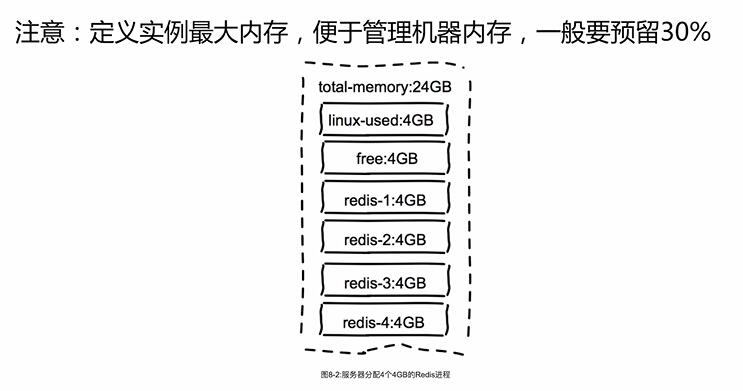 注意：定义实例最大内存，便于管理机器内存，一般要预留30%
total-memory:24GB
linux-used:4GB
free:4GB
redis-1:4GB
redis-2:4GB
redis-3:4GB
redis-4:4GB
图8-2:服务器分配4个4GB的Redis进程